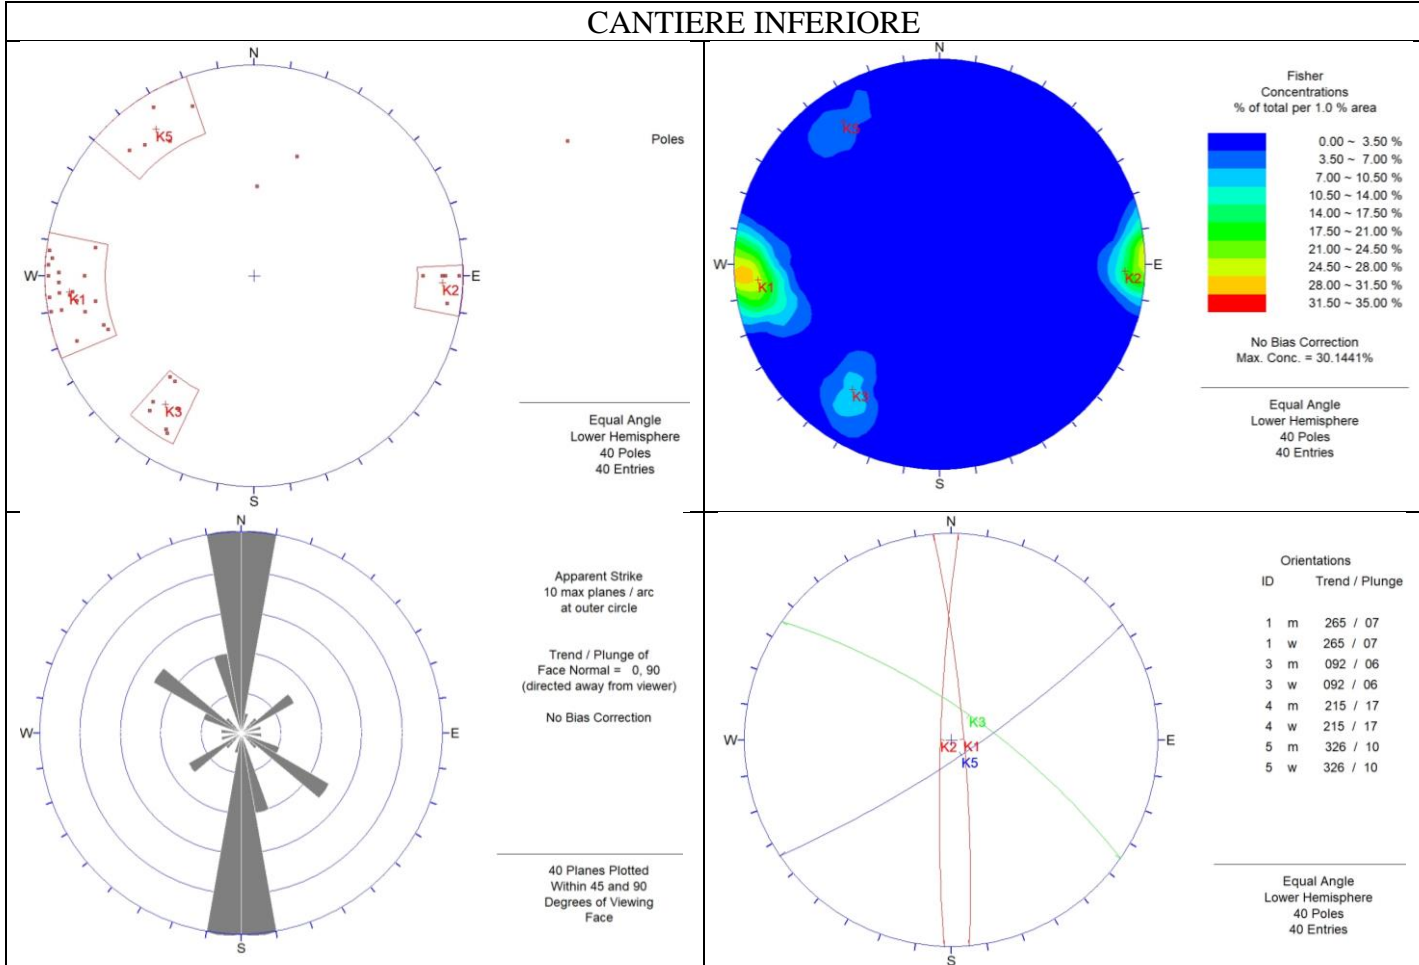 CANTIERE INFERIORE
N
W
E
S
K5
K1
K2
K3
Poles
Equal Angle
Lower Hemisphere
40 Poles
40 Entries
N
W
E
S
K5
K1
K2
K3
Fisher
Concentrations
% of total per 1.0 % area
0.00 ~ 3.50 %
3.50 ~ 7.00 %
7.00 ~ 10.50 %
10.50 ~ 14.00 %
14.00 ~ 17.50 %
17.50 ~ 21.00 %
21.00 ~ 24.50 %
24.50 ~ 28.00 %
28.00 ~ 31.50 %
31.50 ~ 35.00 %
No Bias Correction
Max. Conc. = 30.1441%
Equal Angle
Lower Hemisphere
40 Poles
40 Entries
N
W
E
S
Apparent Strike
10 max planes / arc
at outer circle
Trend / Plunge of
Face Normal = 0, 90
(directed away from viewer)
No Bias Correction
40 Planes Plotted
Within 45 and 90
Degrees of Viewing
Face
N
W
E
S
K3
K2
K1
K5
Orientations
ID Trend / Plunge
1 m 265 / 07
1 w 265 / 07
3 m 092 / 06
3 w 092 / 06
4 m 215 / 17
4 w 215 / 17
5 m 326 / 10
5 w 326 / 10
Equal Angle
Lower Hemisphere
40 Poles
40 Entries